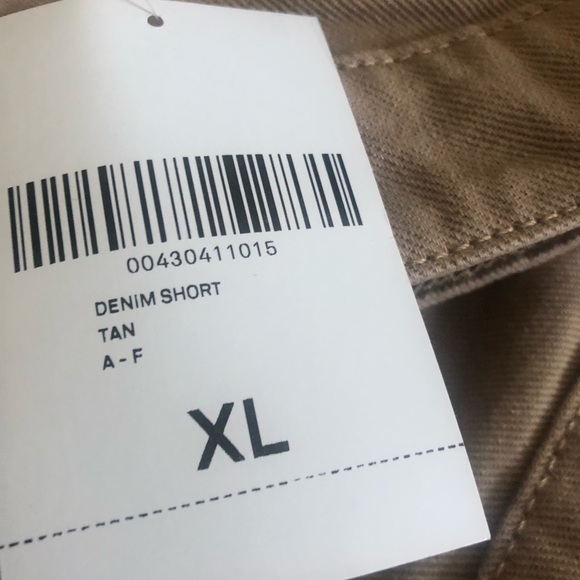 00430411015
DENIM SHORT
TAN
A - F
XL